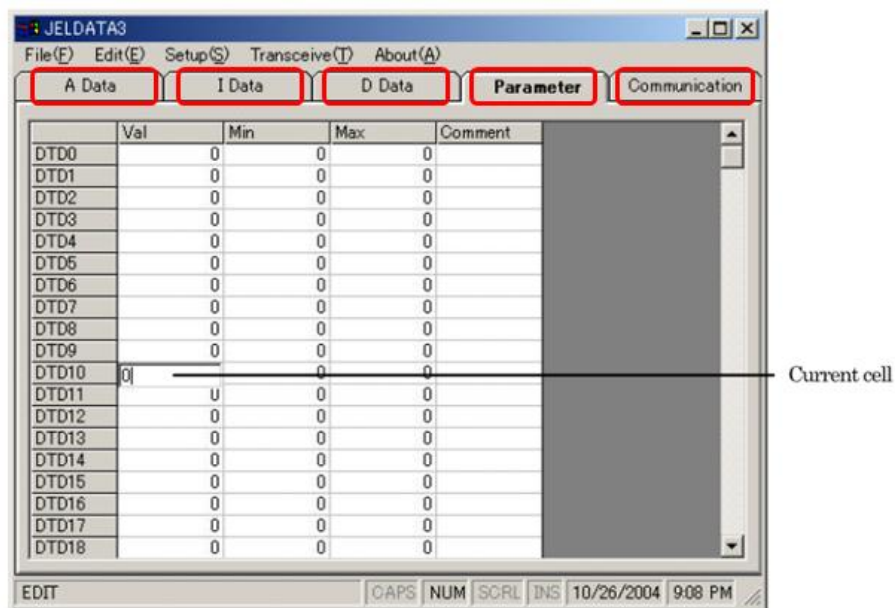 JELDATA3
File(F) Edit(E) Setup(S) Transceive(T) About(A)
A Data I Data D Data Parameter Communication
Val Min Max Comment
DTD0 0 0 0
DTD1 0 0 0
DTD2 0 0 0
DTD3 0 0 0
DTD4 0 0 0
DTD5 0 0 0
DTD6 0 0 0
DTD7 0 0 0
DTD8 0 0 0
DTD9 0 0 0
DTD10 0 0 0 Current cell
DTD11 0 0 0
DTD12 0 0 0
DTD13 0 0 0
DTD14 0 0 0
DTD15 0 0 0
DTD16 0 0 0
DTD17 0 0 0
DTD18 0 0 0
EDIT CAPS NUM SCRL INS 10/26/2004 9:08 PM